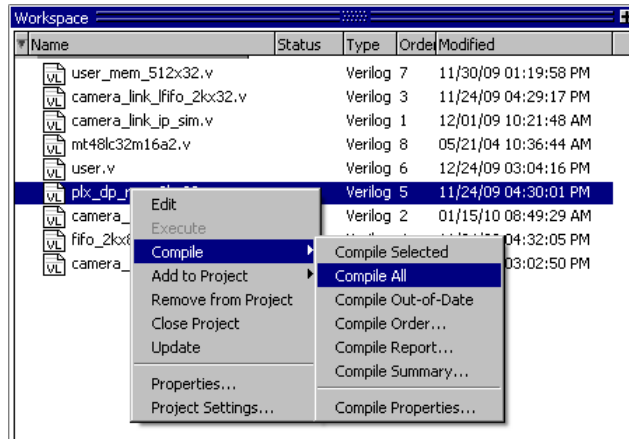 Workspace
Name Status Type Order Modified
user_mem_512x32.v Verilog 7 11/30/09 01:19:58 PM
camera_link_lfifo_2kx32.v Verilog 3 11/24/09 04:29:17 PM
camera_link_ip_sim.v Verilog 1 12/01/09 10:21:48 AM
mt48lc32m16a2.v Verilog 8 05/21/04 10:36:44 AM
user.v Verilog 6 12/24/09 03:04:16 PM
plx_dp_ Verilog 5 11/24/09 04:30:01 PM
camera_ Verilog 2 01/15/10 08:49:29 AM
fifo_2kx 04:32:05 PM
camera_ 03:02:50 PM
Edit
Execute
Compile
Add to Project
Remove from Project
Close Project
Update
Properties...
Project Settings...
Compile Selected
Compile All
Compile Out-of-Date
Compile Order...
Compile Report...
Compile Summary...
Compile Properties...